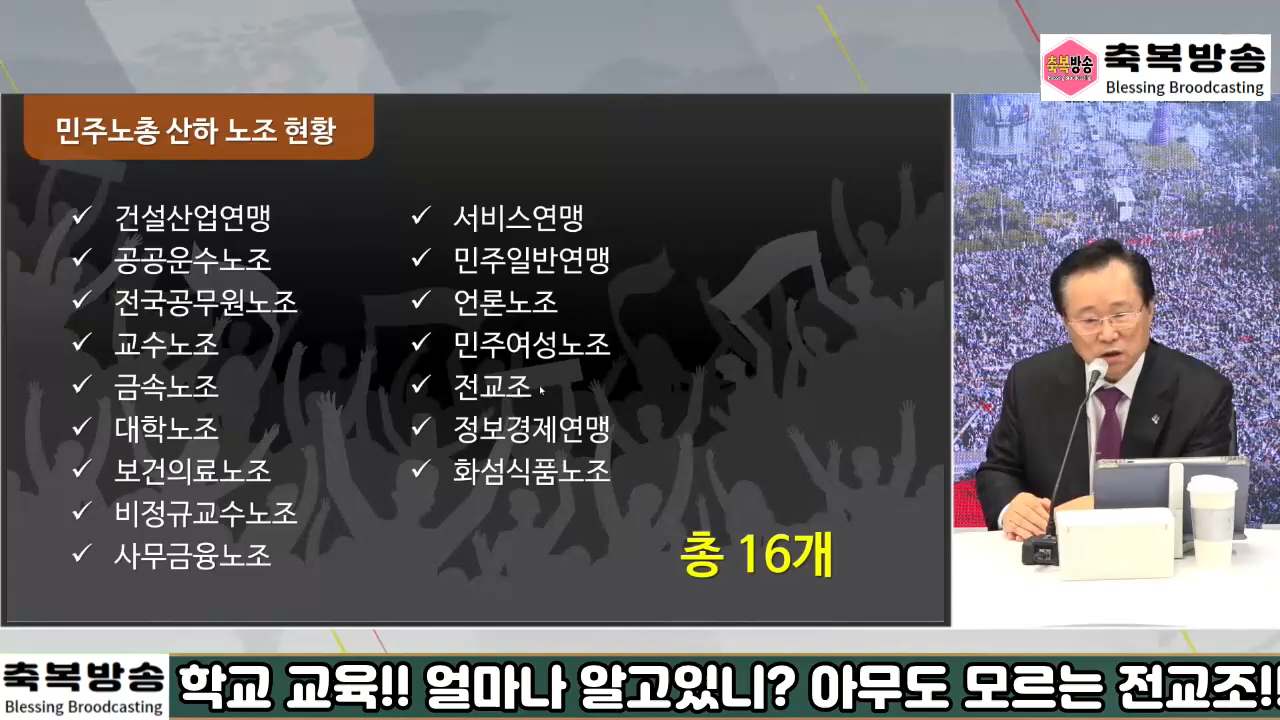 축복방송
축복방송
Blessing Broodcasting
민주노총 산하 노조 현황
✓ 건설산업연맹
✓ 공공운수노조
✓ 전국공무원노조
✓ 교수노조
✓ 금속노조
✓ 대학노조
✓ 보건의료노조
✓ 비정규교수노조
✓ 사무금융노조
✓ 서비스연맹
✓ 민주일반연맹
✓ 언론노조
✓ 민주여성노조
✓ 전교조
✓ 정보경제연맹
✓ 화섬식품노조
총 16개
축복방송
Blessing Broodcasting
학교 교육!! 얼마나 알고있니? 아무도 모르는 전교조!!